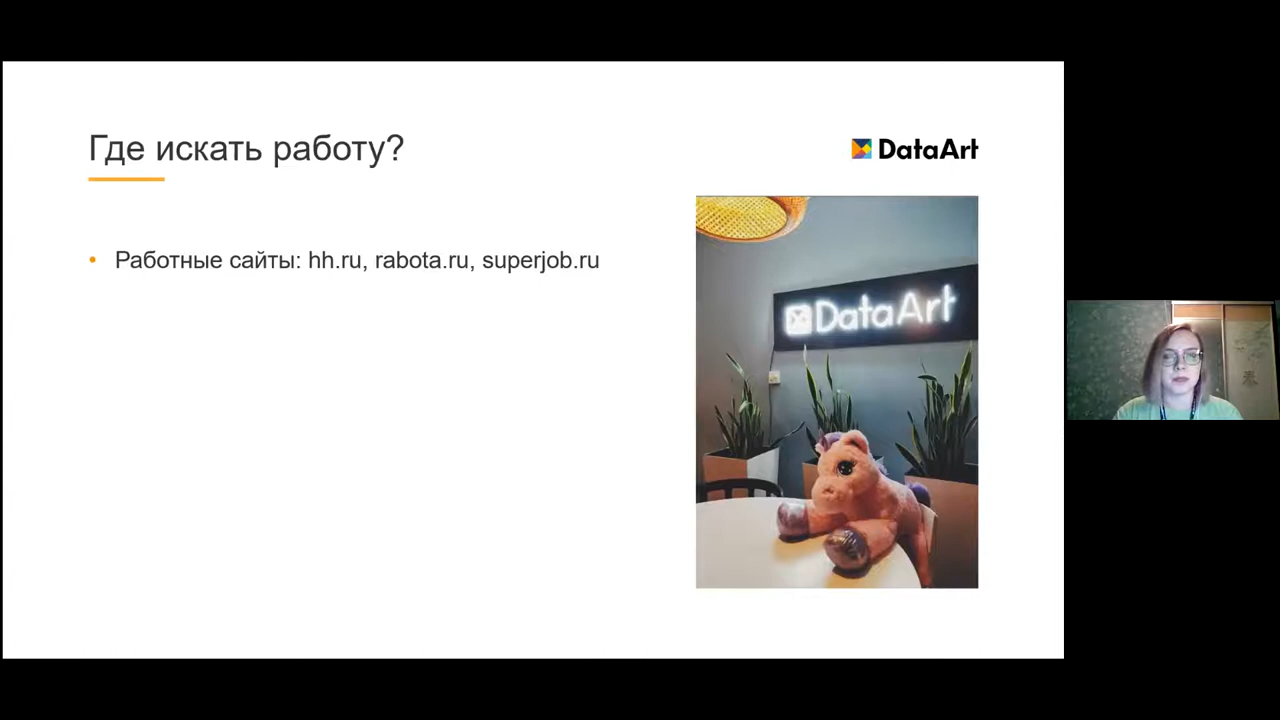 Где искать работу?
DataArt
• Работные сайты: hh.ru, rabota.ru, superjob.ru
DataArt